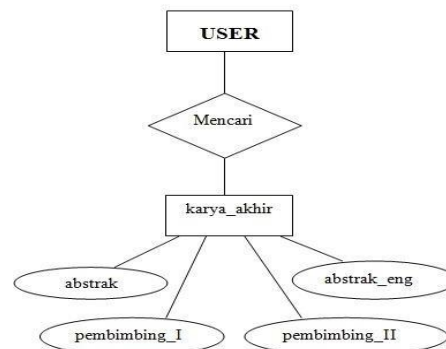 USER
Mencari
karya_akhir
abstrak
abstrak_eng
pembimbing_I
pembimbing_II